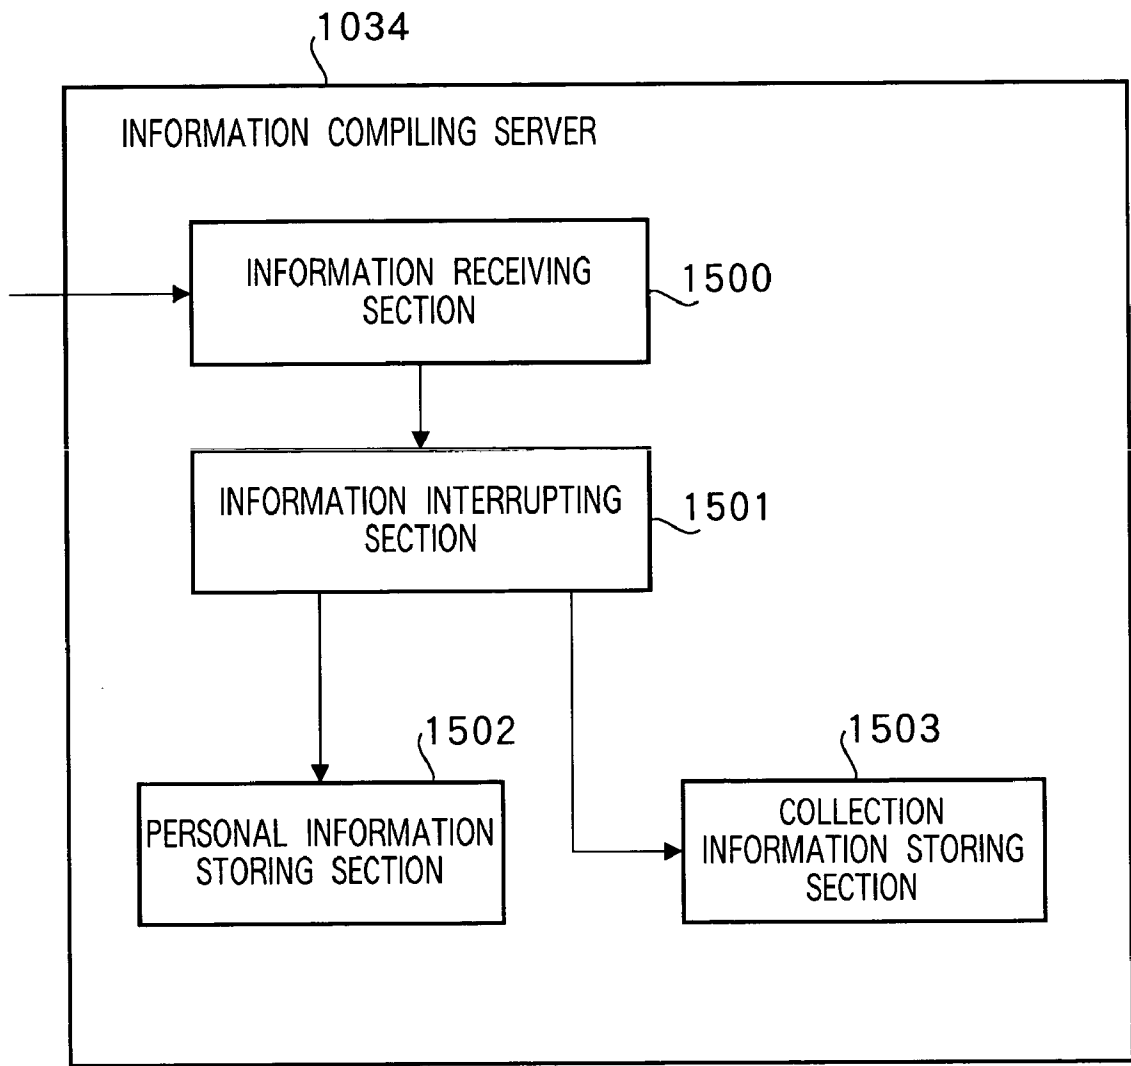 1034
INFORMATION COMPILING SERVER
INFORMATION RECEIVING
SECTION
1500
INFORMATION INTERRUPTING
SECTION
1501
1502
PERSONAL INFORMATION
STORING SECTION
1503
COLLECTION
INFORMATION STORING
SECTION